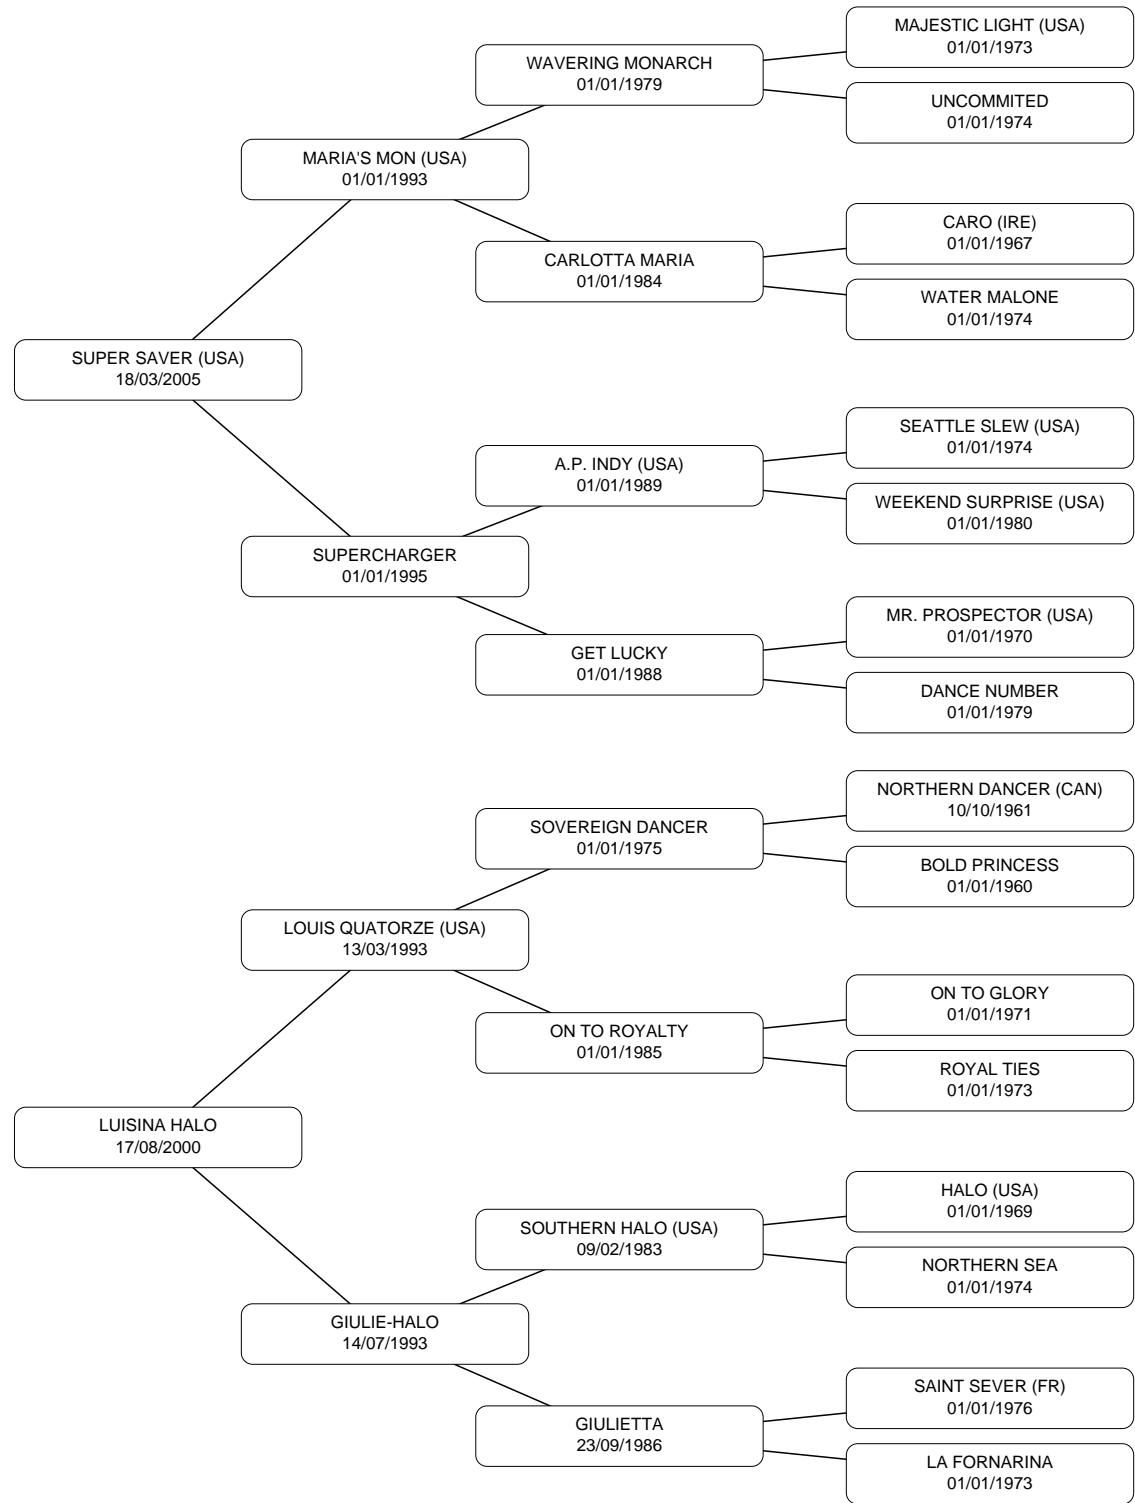 MAJESTIC LIGHT (USA)
01/01/1973
WAVERING MONARCH
01/01/1979
UNCOMMITED
01/01/1974
MARIA'S MON (USA)
01/01/1993
CARO (IRE)
01/01/1967
CARLOTTA MARIA
01/01/1984
WATER MALONE
01/01/1974
SUPER SAVER (USA)
18/03/2005
SEATTLE SLEW (USA)
01/01/1974
A.P. INDY (USA)
01/01/1989
WEEKEND SURPRISE (USA)
01/01/1980
SUPERCHARGER
01/01/1995
MR. PROSPECTOR (USA)
01/01/1970
GET LUCKY
01/01/1988
DANCE NUMBER
01/01/1979
NORTHERN DANCER (CAN)
10/10/1961
SOVEREIGN DANCER
01/01/1975
BOLD PRINCESS
01/01/1960
LOUIS QUATORZE (USA)
13/03/1993
ON TO GLORY
01/01/1971
ON TO ROYALTY
01/01/1985
ROYAL TIES
01/01/1973
LUISINA HALO
17/08/2000
HALO (USA)
01/01/1969
SOUTHERN HALO (USA)
09/02/1983
NORTHERN SEA
01/01/1974
GIULIE-HALO
14/07/1993
SAINT SEVER (FR)
01/01/1976
GIULIETTA
23/09/1986
LA FORNARINA
01/01/1973